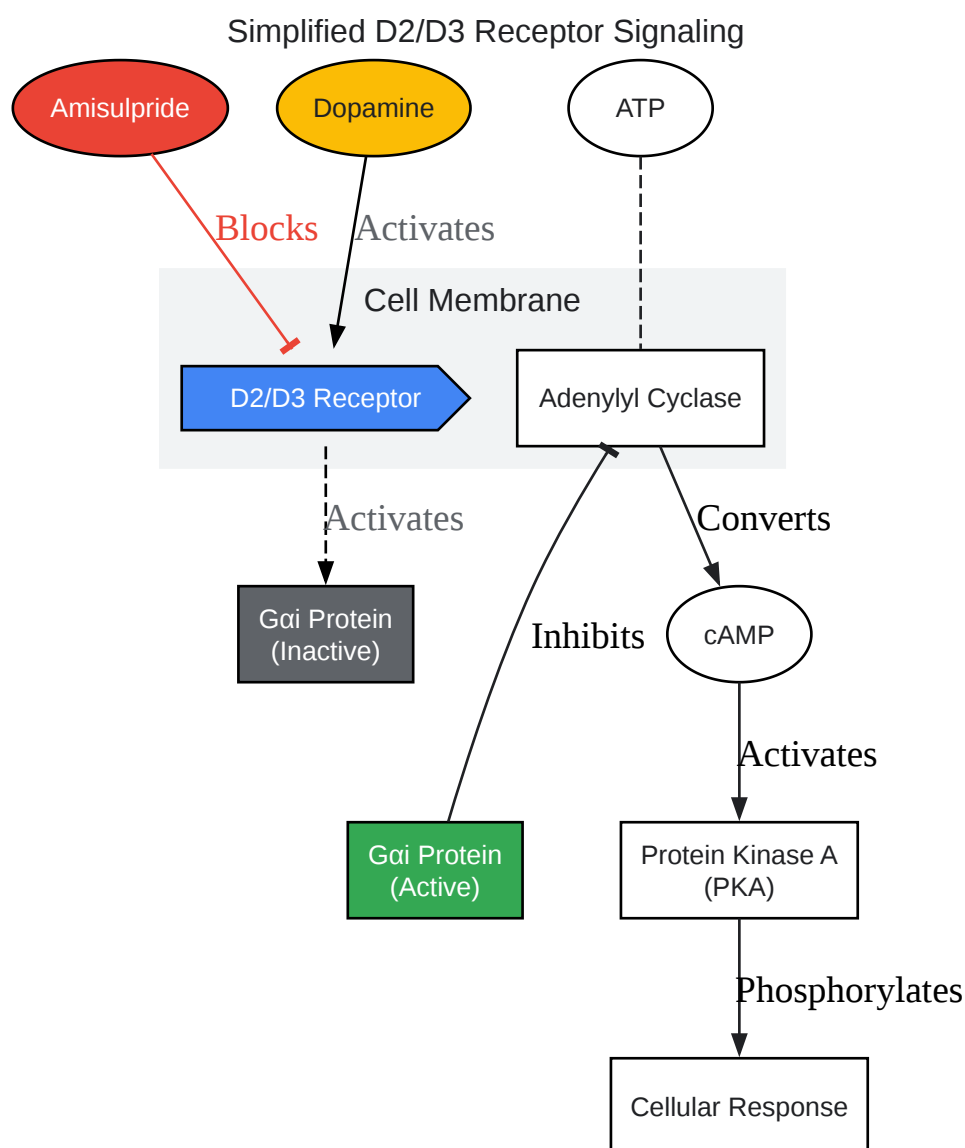 Simplified D2/D3 Receptor Signaling
Amisulpride
Dopamine
ATP
Blocks
Activates
Cell Membrane
D2/D3 Receptor
Adenylyl Cyclase
Activates
Converts
Gαi Protein
(Inactive)
Inhibits
cAMP
Activates
Gαi Protein
(Active)
Protein Kinase A
(PKA)
Phosphorylates
Cellular Response